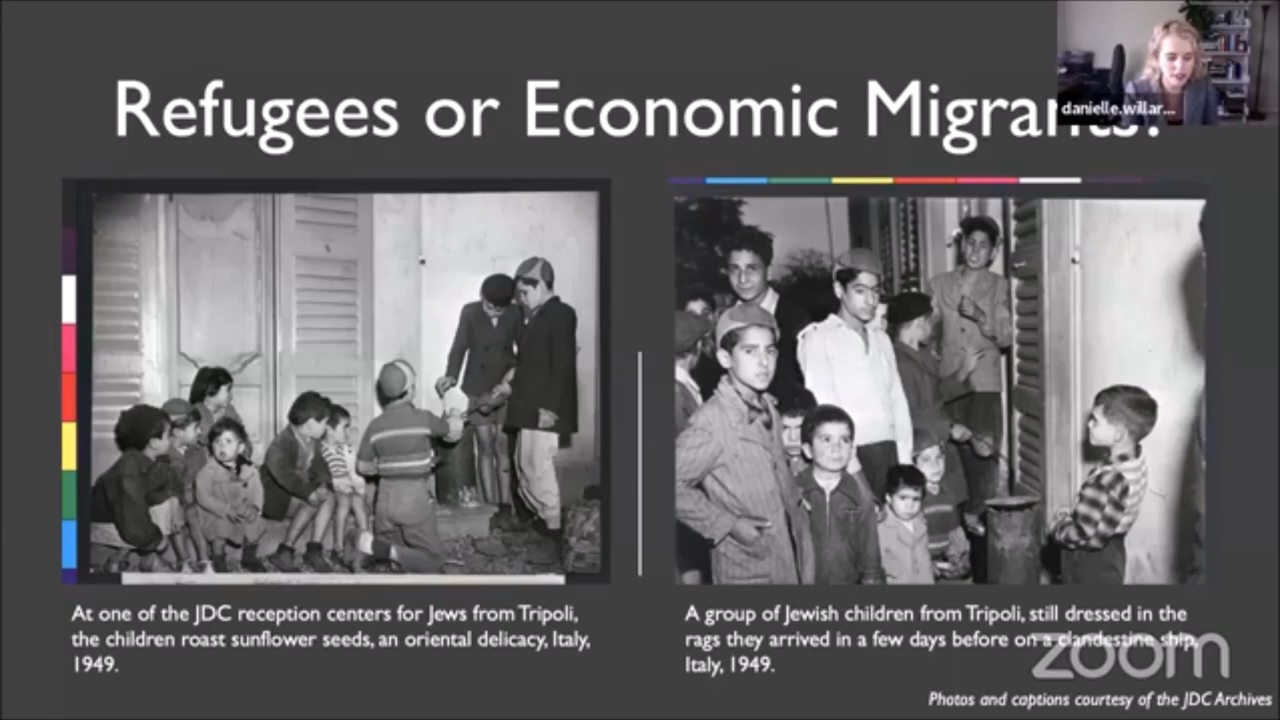 Refugees or Economic Migrants?
danielle.willar...
At one of the JDC reception centers for Jews from Tripoli,
the children roast sunflower seeds, an oriental delicacy, Italy,
1949.
A group of Jewish children from Tripoli, still dressed in the
rags they arrived in a few days before on a clandestine ship,
Italy, 1949.
zoom
Photos and captions courtesy of the JDC Archives